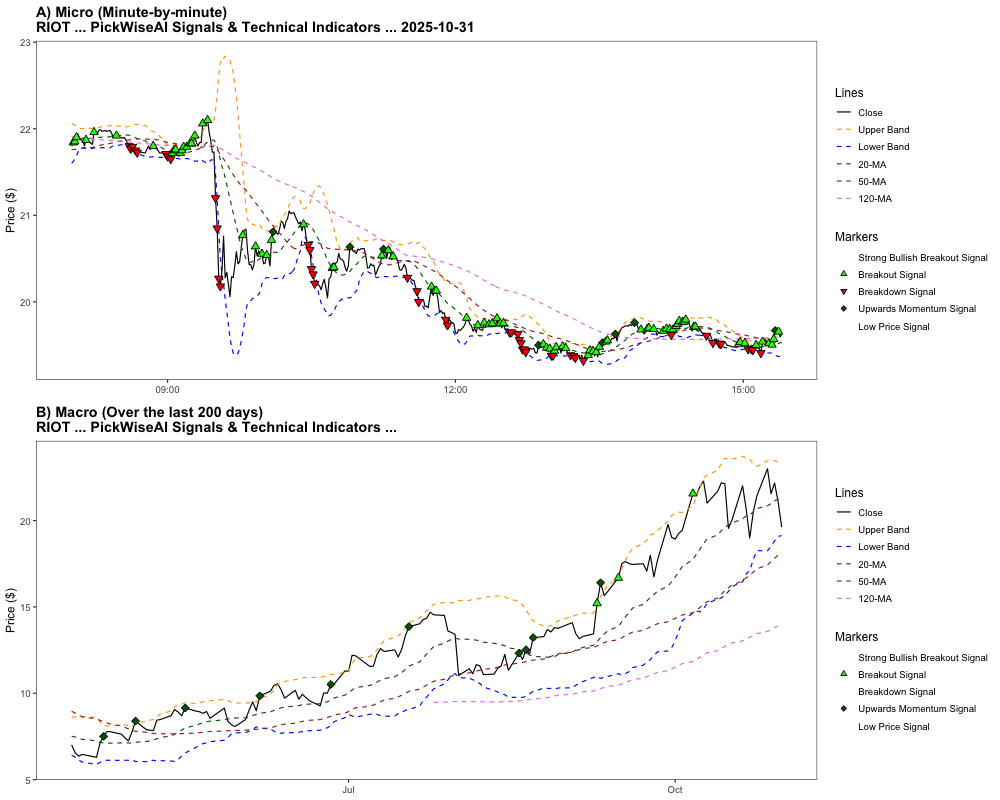 A) Micro (Minute-by-minute)
RIOT ... PickWiseAI Signals & Technical Indicators ... 2025-10-31
23
22
21
20
Price ($)
09:00
12:00
15:00
Lines
Close
Upper Band
Lower Band
20-MA
50-MA
120-MA
Markers
Strong Bullish Breakout Signal
Breakout Signal
Breakdown Signal
Upwards Momentum Signal
Low Price Signal
B) Macro (Over the last 200 days)
RIOT ... PickWiseAI Signals & Technical Indicators ...
20
15
10
5
Price ($)
Jul
Oct
Lines
Close
Upper Band
Lower Band
20-MA
50-MA
120-MA
Markers
Strong Bullish Breakout Signal
Breakout Signal
Breakdown Signal
Upwards Momentum Signal
Low Price Signal